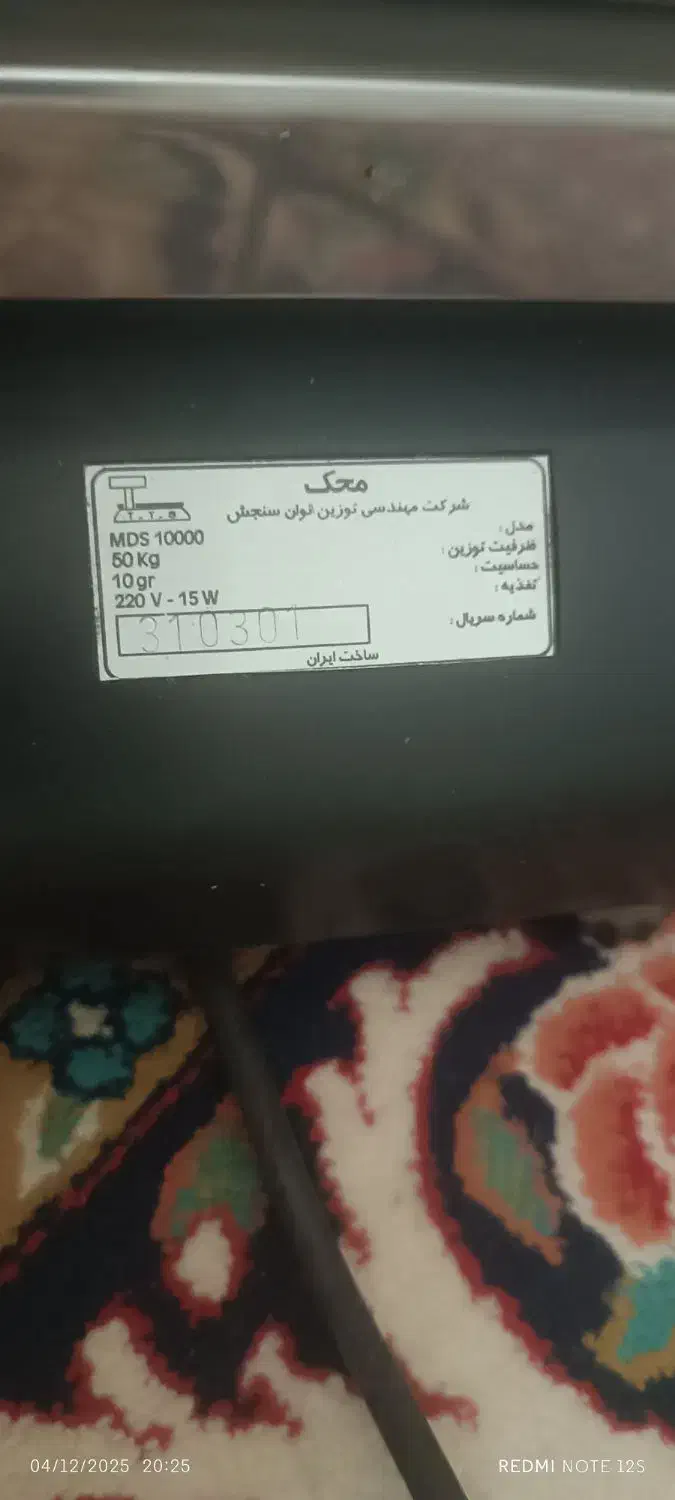 محک
شرکت مهندسی توزین توان سنجش
مدل: MDS 10000
ظرفیت توزین: 50 Kg
حساسیت: 10 gr
تغذیه: 220 V - 15 W
شماره سریال: 310301
ساخت ایران
04/12/2025 20:25
REDMI NOTE 12S